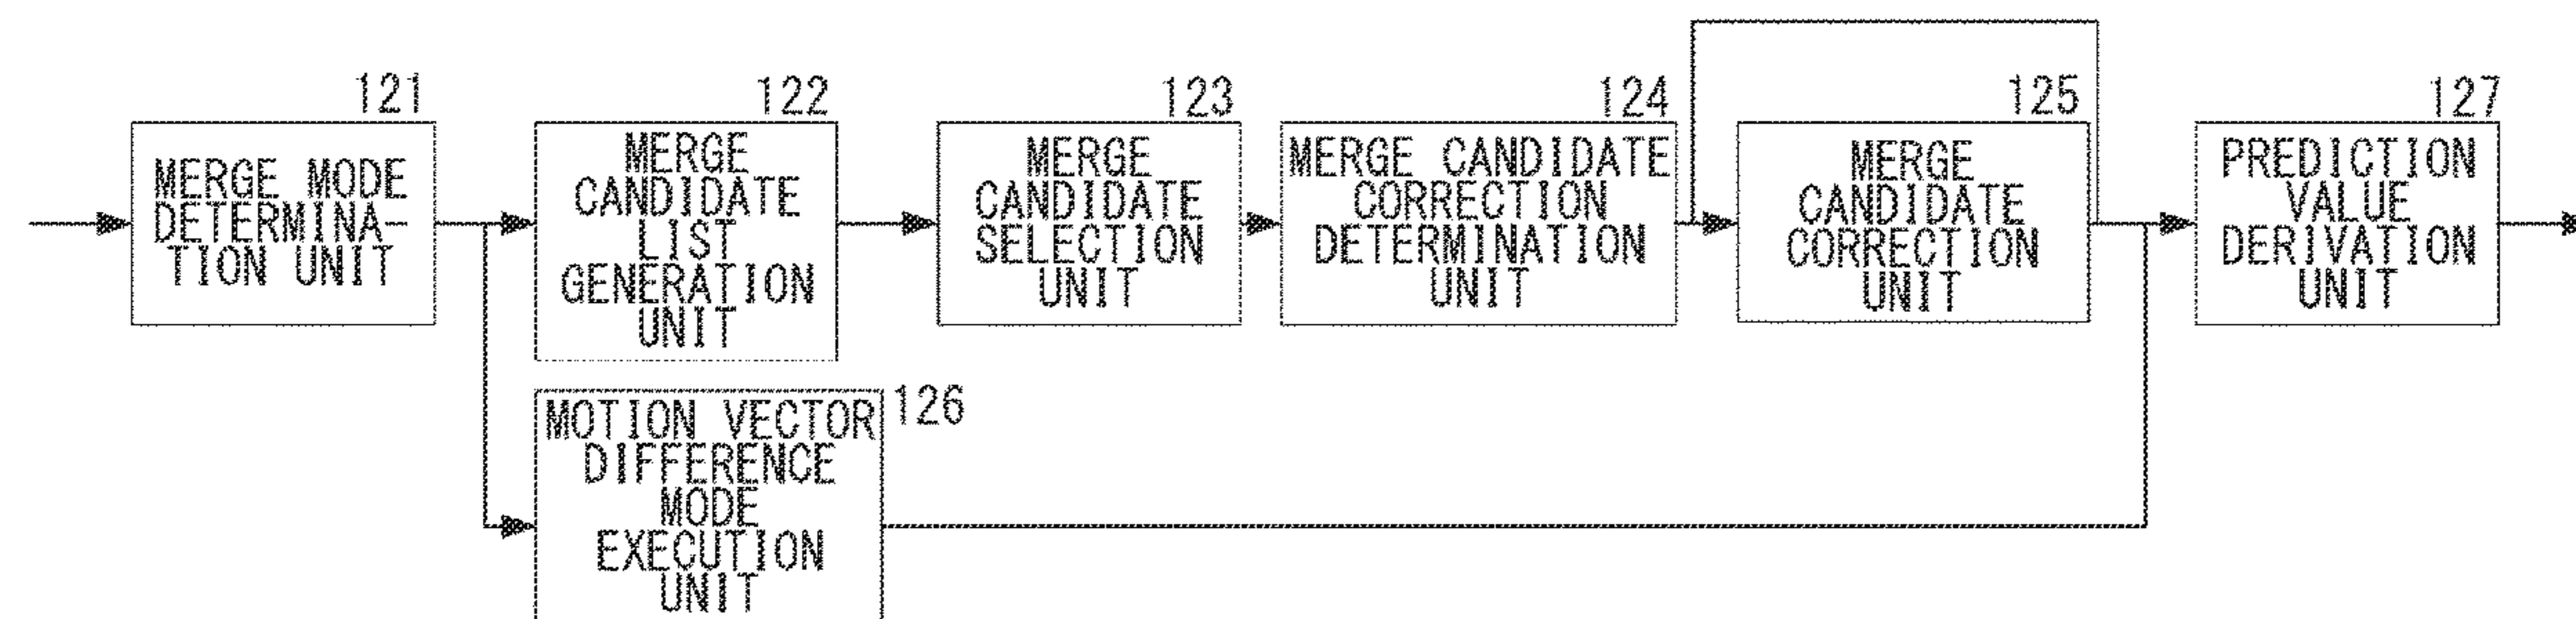 121
MERGE MODE
DETERMINA-
TION UNIT
122
MERGE
CANDIDATE
LIST
GENERATION
UNIT
123
MERGE
CANDIDATE
SELECTION
UNIT
124
MERGE CANDIDATE
CORRECTION
DETERMINATION
UNIT
125
MERGE
CANDIDATE
CORRECTION
UNIT
127
PREDICTION
VALUE
DERIVATION
UNIT
126
MOTION VECTOR
DIFFERENCE
MODE
EXECUTION
UNIT